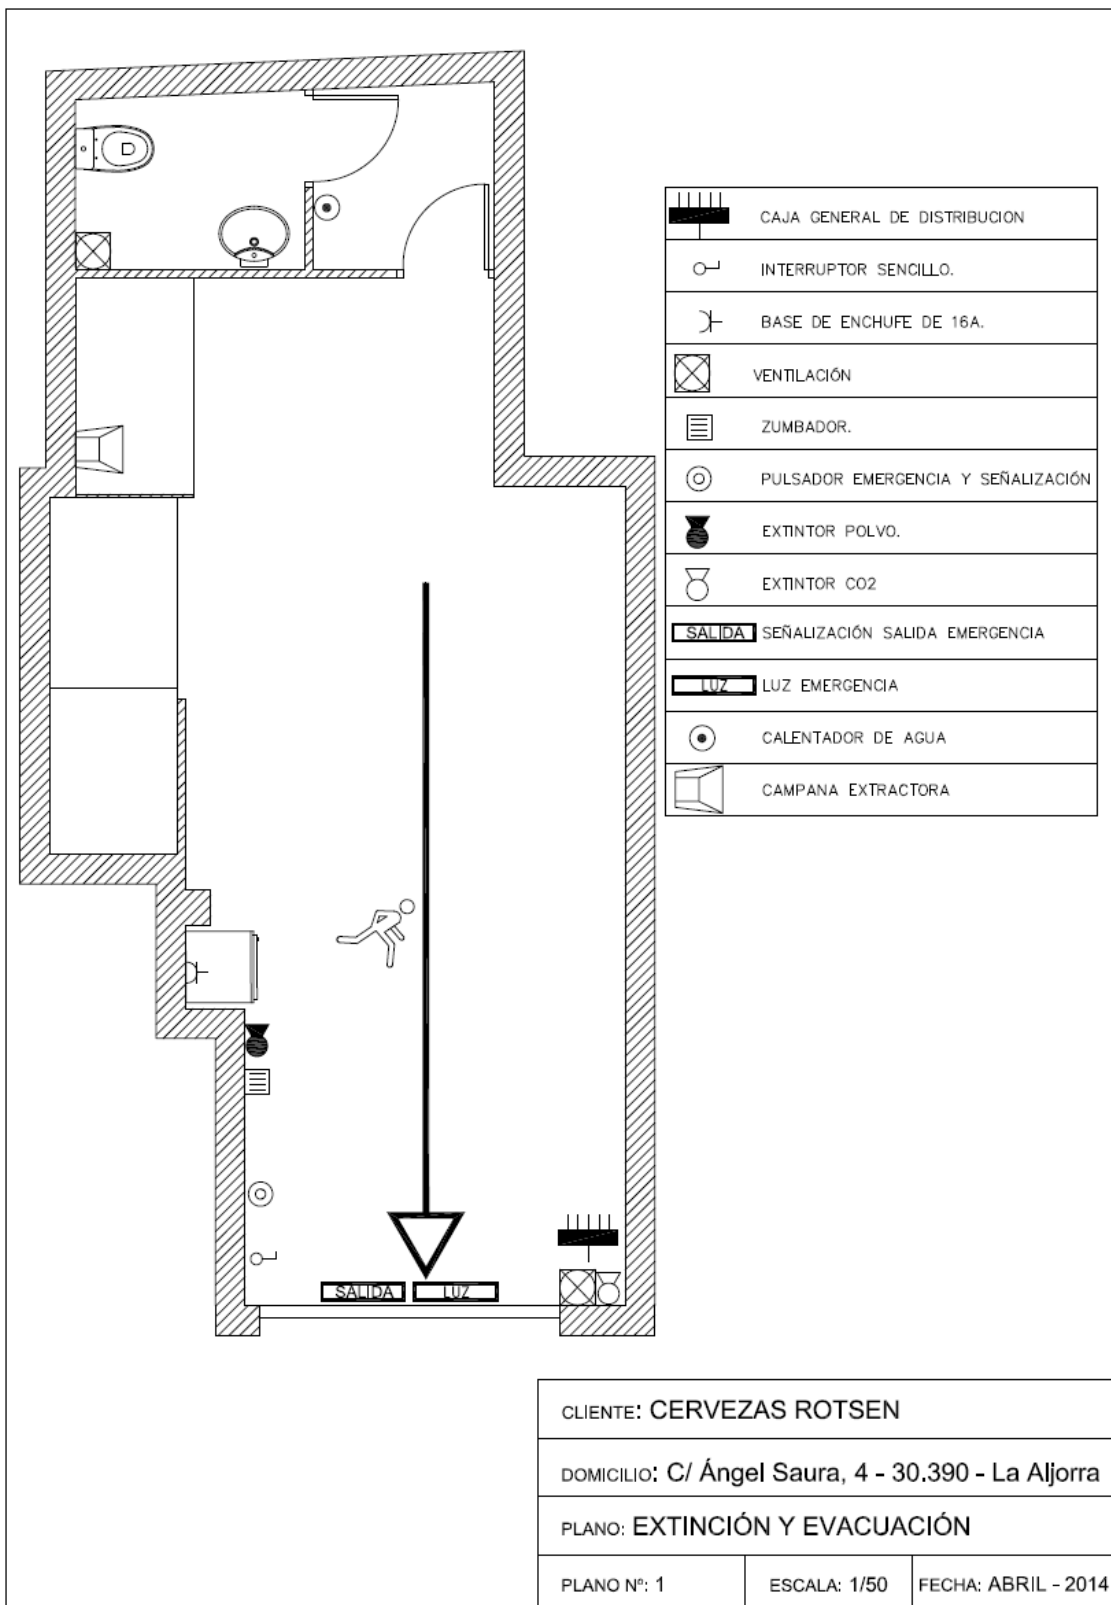 CAJA GENERAL DE DISTRIBUCION
INTERRUPTOR SENCILLO.
BASE DE ENCHUFE DE 16A.
VENTILACIÓN
ZUMBADOR.
PULSADOR EMERGENCIA Y SEÑALIZACIÓN
EXTINTOR POLVO.
EXTINTOR CO2
SALIDA SEÑALIZACIÓN SALIDA EMERGENCIA
LUZ LUZ EMERGENCIA
CALENTADOR DE AGUA
CAMPANA EXTRACTORA
SALIDA LUZ
CLIENTE: CERVEZAS ROTSEN
DOMICILIO: C/ Ángel Saura, 4 - 30.390 - La Aljorra
PLANO: EXTINCIÓN Y EVACUACIÓN
PLANO Nº: 1 ESCALA: 1/50 FECHA: ABRIL - 2014